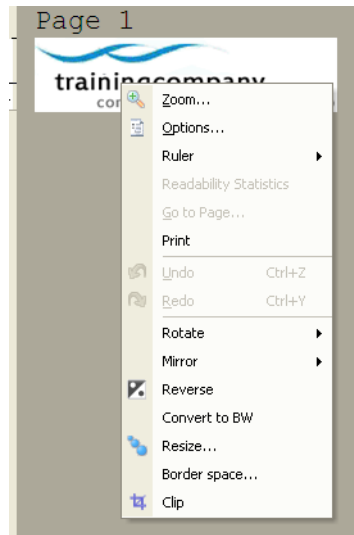 Page 1
trainingcompany
Zoom...
Options...
Ruler
Readability Statistics
Go to Page...
Print
Undo Ctrl+Z
Redo Ctrl+Y
Rotate
Mirror
Reverse
Convert to BW
Resize...
Border space...
Clip